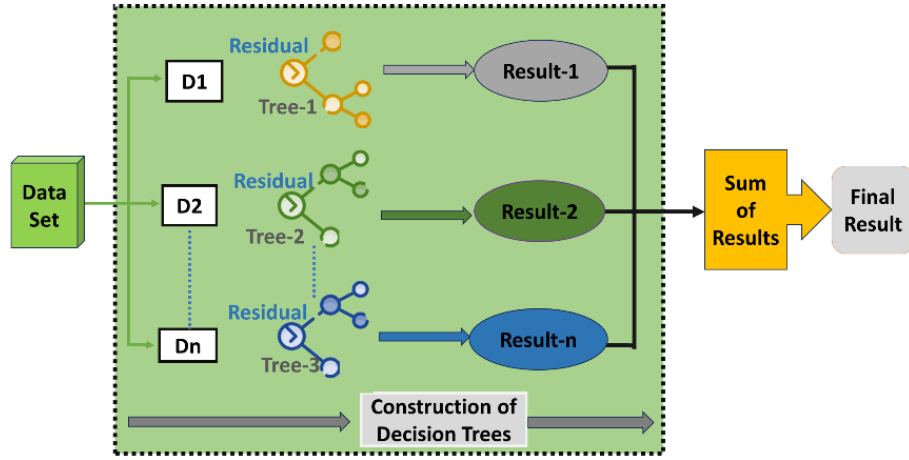 Data
Set
D1
Residual
Tree-1
Result-1
D2
Residual
Tree-2
Result-2
Dn
Residual
Tree-3
Result-n
Construction of
Decision Trees
Sum
of
Results
Final
Result